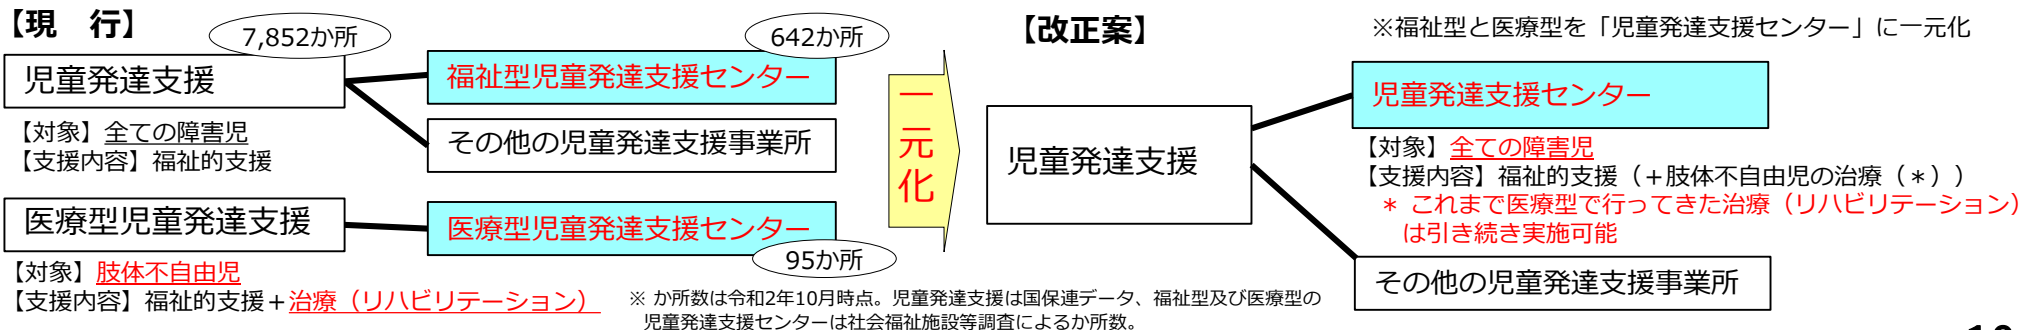 【現　行】
7,852か所
児童発達支援
【対象】全ての障害児
【支援内容】福祉的支援
642か所
福祉型児童発達支援センター
その他の児童発達支援事業所
医療型児童発達支援
【対象】肢体不自由児
【支援内容】福祉的支援＋治療（リハビリテーション）
医療型児童発達支援センター
95か所
※ か所数は令和2年10月時点。児童発達支援は国保連データ、福祉型及び医療型の
児童発達支援センターは社会福祉施設等調査によるか所数。
一元化
【改正案】
※福祉型と医療型を「児童発達支援センター」に一元化
児童発達支援
児童発達支援センター
【対象】全ての障害児
【支援内容】福祉的支援（＋肢体不自由児の治療（＊））
＊ これまで医療型で行ってきた治療（リハビリテーション）
は引き続き実施可能
その他の児童発達支援事業所